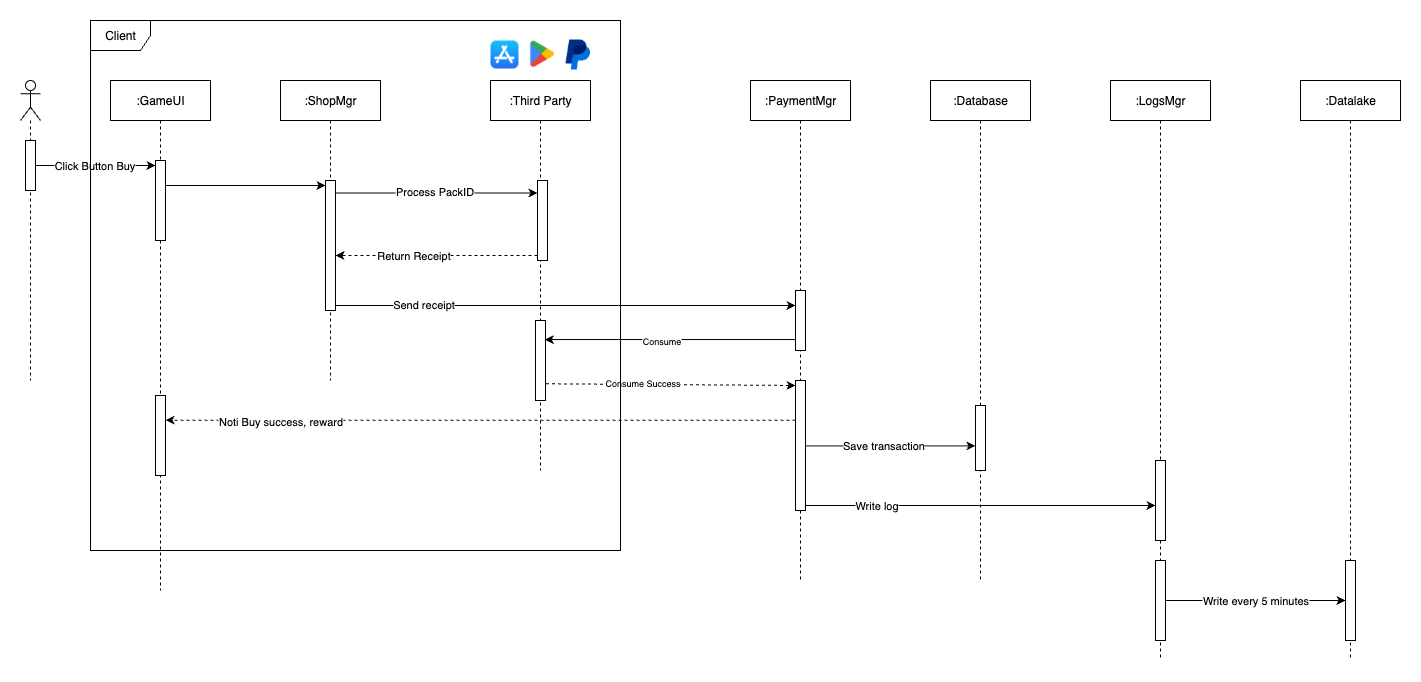 Client
:GameUI
:ShopMgr
:Third Party
:PaymentMgr
:Database
:LogsMgr
:Datalake
Click Button Buy
Process PackID
Return Receipt
Send receipt
Consume
Consume Success
Noti Buy success, reward
Save transaction
Write log
Write every 5 minutes